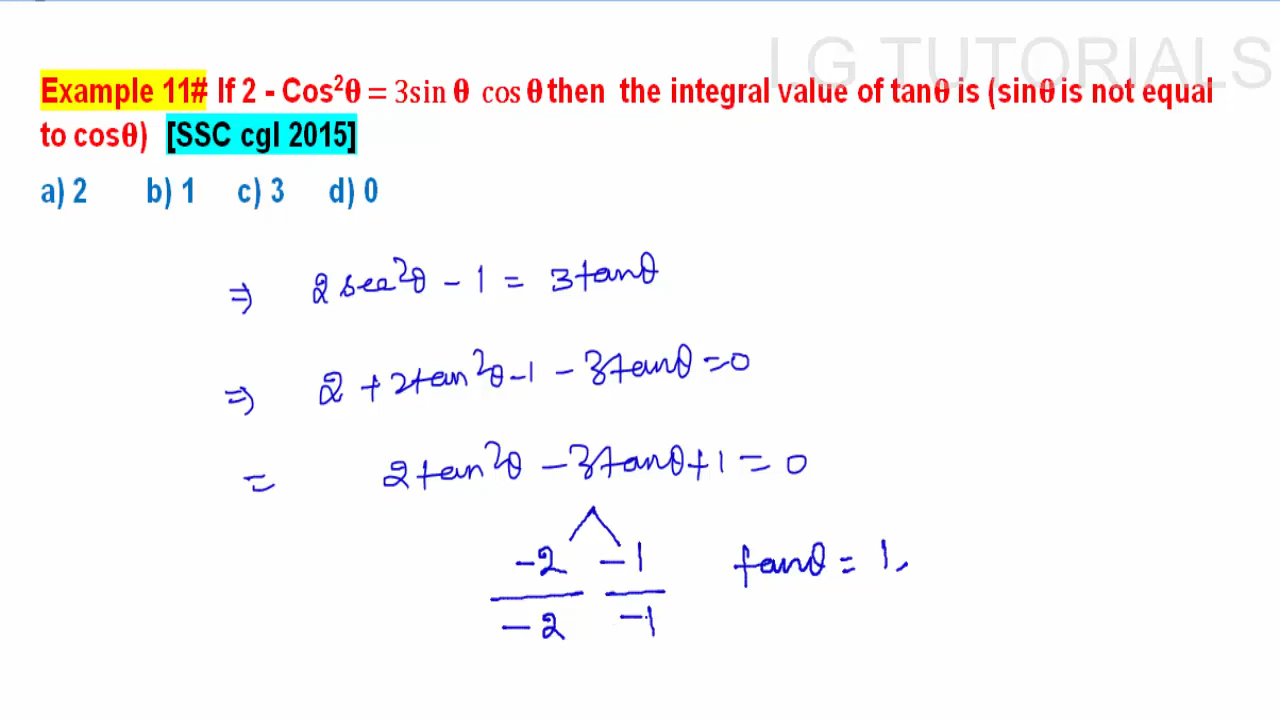 LG TUTORIALS
Example 11# If 2 - Cos²θ = 3sin θ cos θ then the integral value of tanθ is (sinθ is not equal
to cosθ) [SSC cgl 2015]
a) 2 b) 1 c) 3 d) 0
⇒ 2 sec²θ - 1 = 3tanθ
⇒ 2 + 2tan²θ - 1 - 3tanθ = 0
= 2tan²θ - 3tanθ + 1 = 0
-2 -1 tanθ = 1,
-2 -1